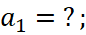 a₁ = ? ;